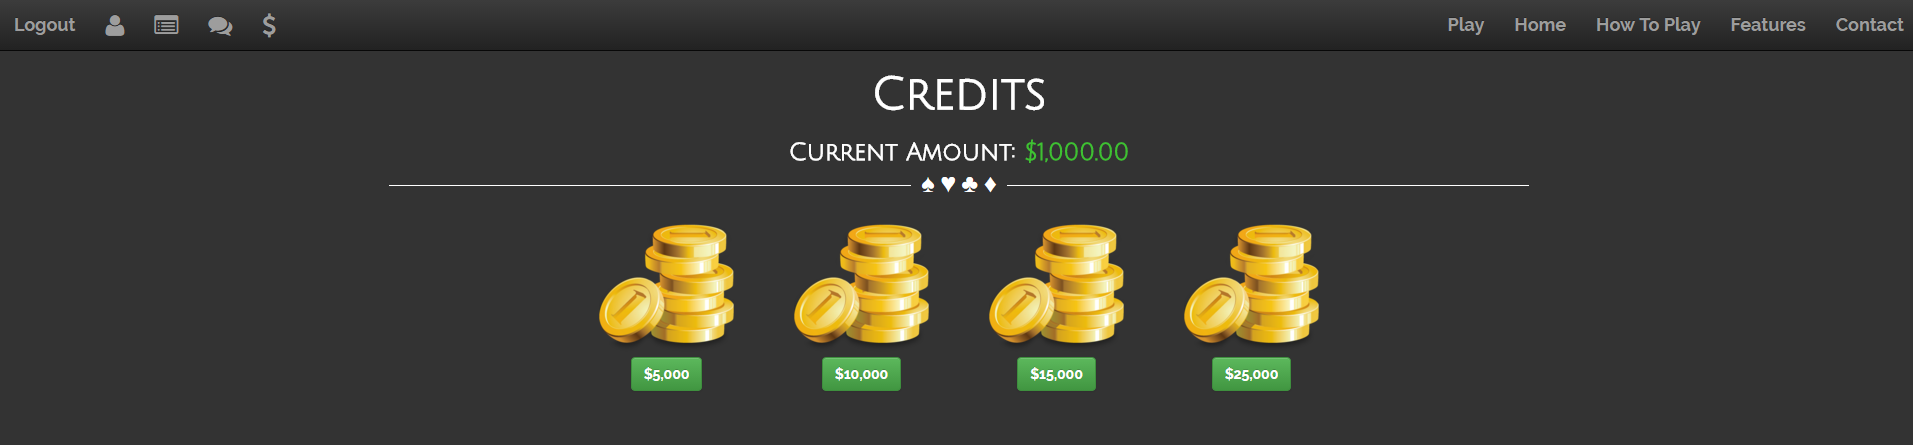 Logout $ Play Home How To Play Features Contact
Credits
Current Amount: $1,000.00
♠ ♥ ♣ ♦
$5,000 $10,000 $15,000 $25,000